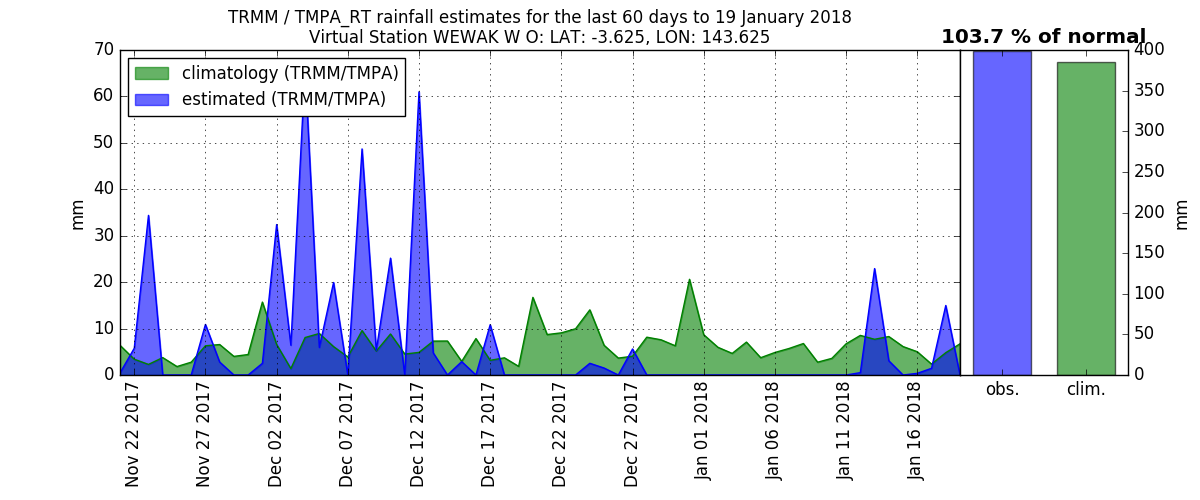 TRMM / TMPA_RT rainfall estimates for the last 60 days to 19 January 2018
Virtual Station WEWAK W O: LAT: -3.625, LON: 143.625
103.7 % of normal
climatology (TRMM/TMPA)
estimated (TRMM/TMPA)
mm
70
60
50
40
30
20
10
0
Nov 22 2017
Nov 27 2017
Dec 02 2017
Dec 07 2017
Dec 12 2017
Dec 17 2017
Dec 22 2017
Dec 27 2017
Jan 01 2018
Jan 06 2018
Jan 11 2018
Jan 16 2018
obs.
clim.
400
350
300
250
200
150
100
50
0
mm